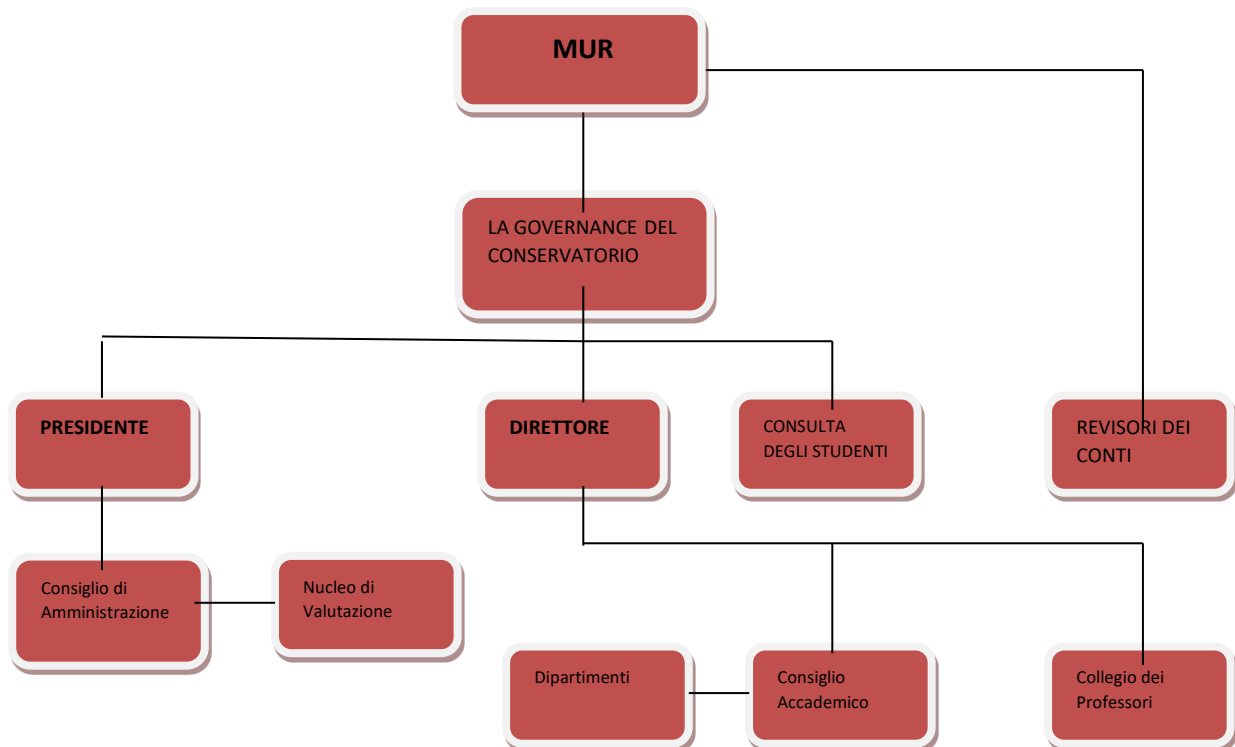 MUR
LA GOVERNANCE DEL
CONSERVATORIO
PRESIDENTE
DIRETTORE
CONSULTA
DEGLI STUDENTI
REVISORI DEI
CONTI
Consiglio di
Amministrazione
Nucleo di
Valutazione
Dipartimenti
Consiglio
Accademico
Collegio dei
Professori